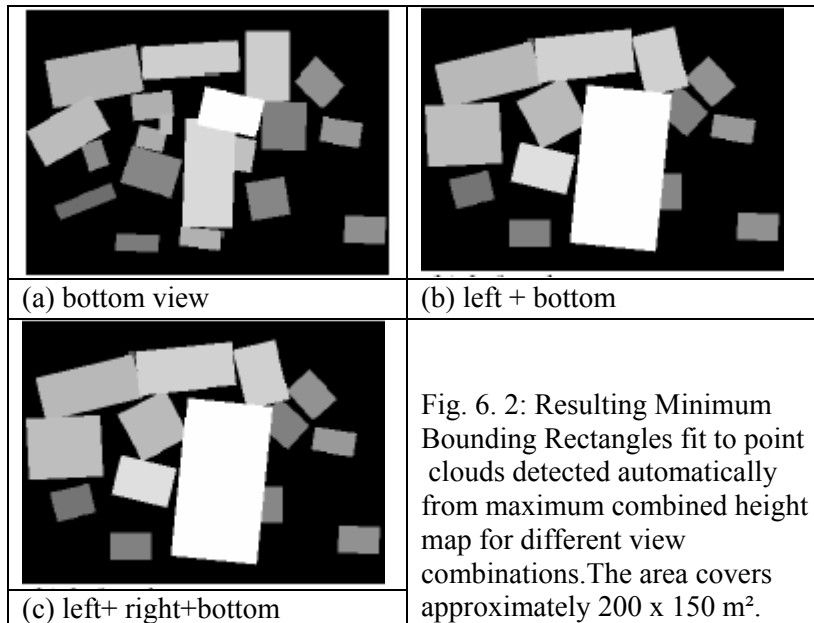 (a) bottom view
(b) left + bottom
(c) left+ right+bottom
Fig. 6. 2: Resulting Minimum
Bounding Rectangles fit to point
clouds detected automatically
from maximum combined height
map for different view
combinations.The area covers
approximately 200 x 150 m².